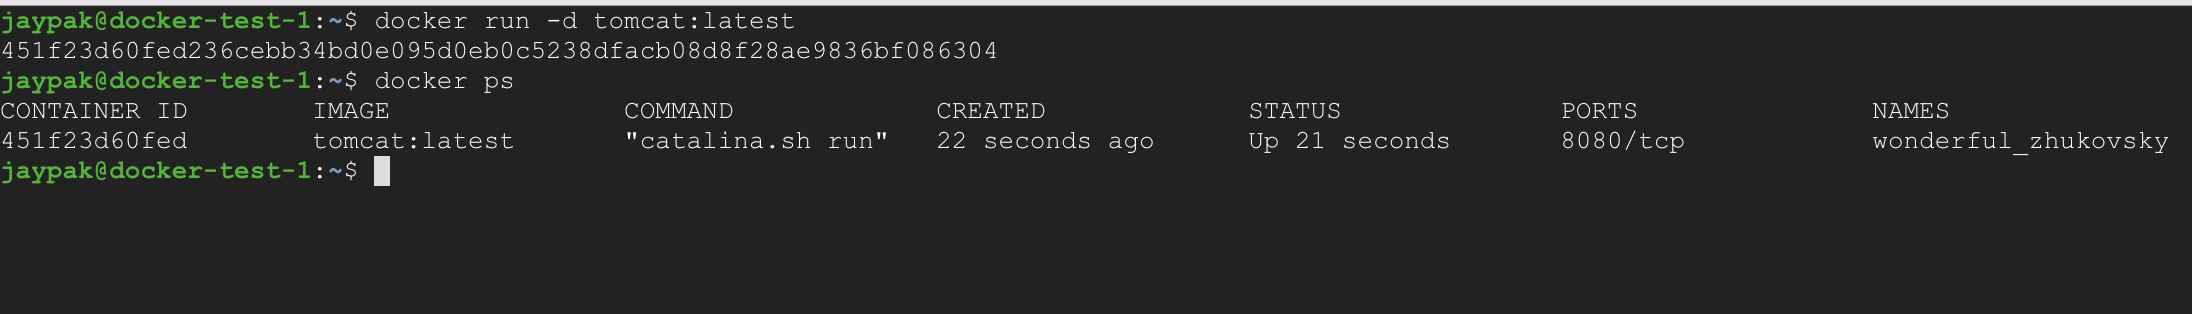 jaypak@docker-test-1:~$ docker run -d tomcat:latest
451f23d60fed236cebb34bd0e095d0eb0c5238dfacb08d8f28ae9836bf086304
jaypak@docker-test-1:~$ docker ps
CONTAINER ID        IMAGE               COMMAND             CREATED             STATUS              PORTS               NAMES
451f23d60fed        tomcat:latest       "catalina.sh run"   22 seconds ago      Up 21 seconds       8080/tcp            wonderful_zhukovsky
jaypak@docker-test-1:~$